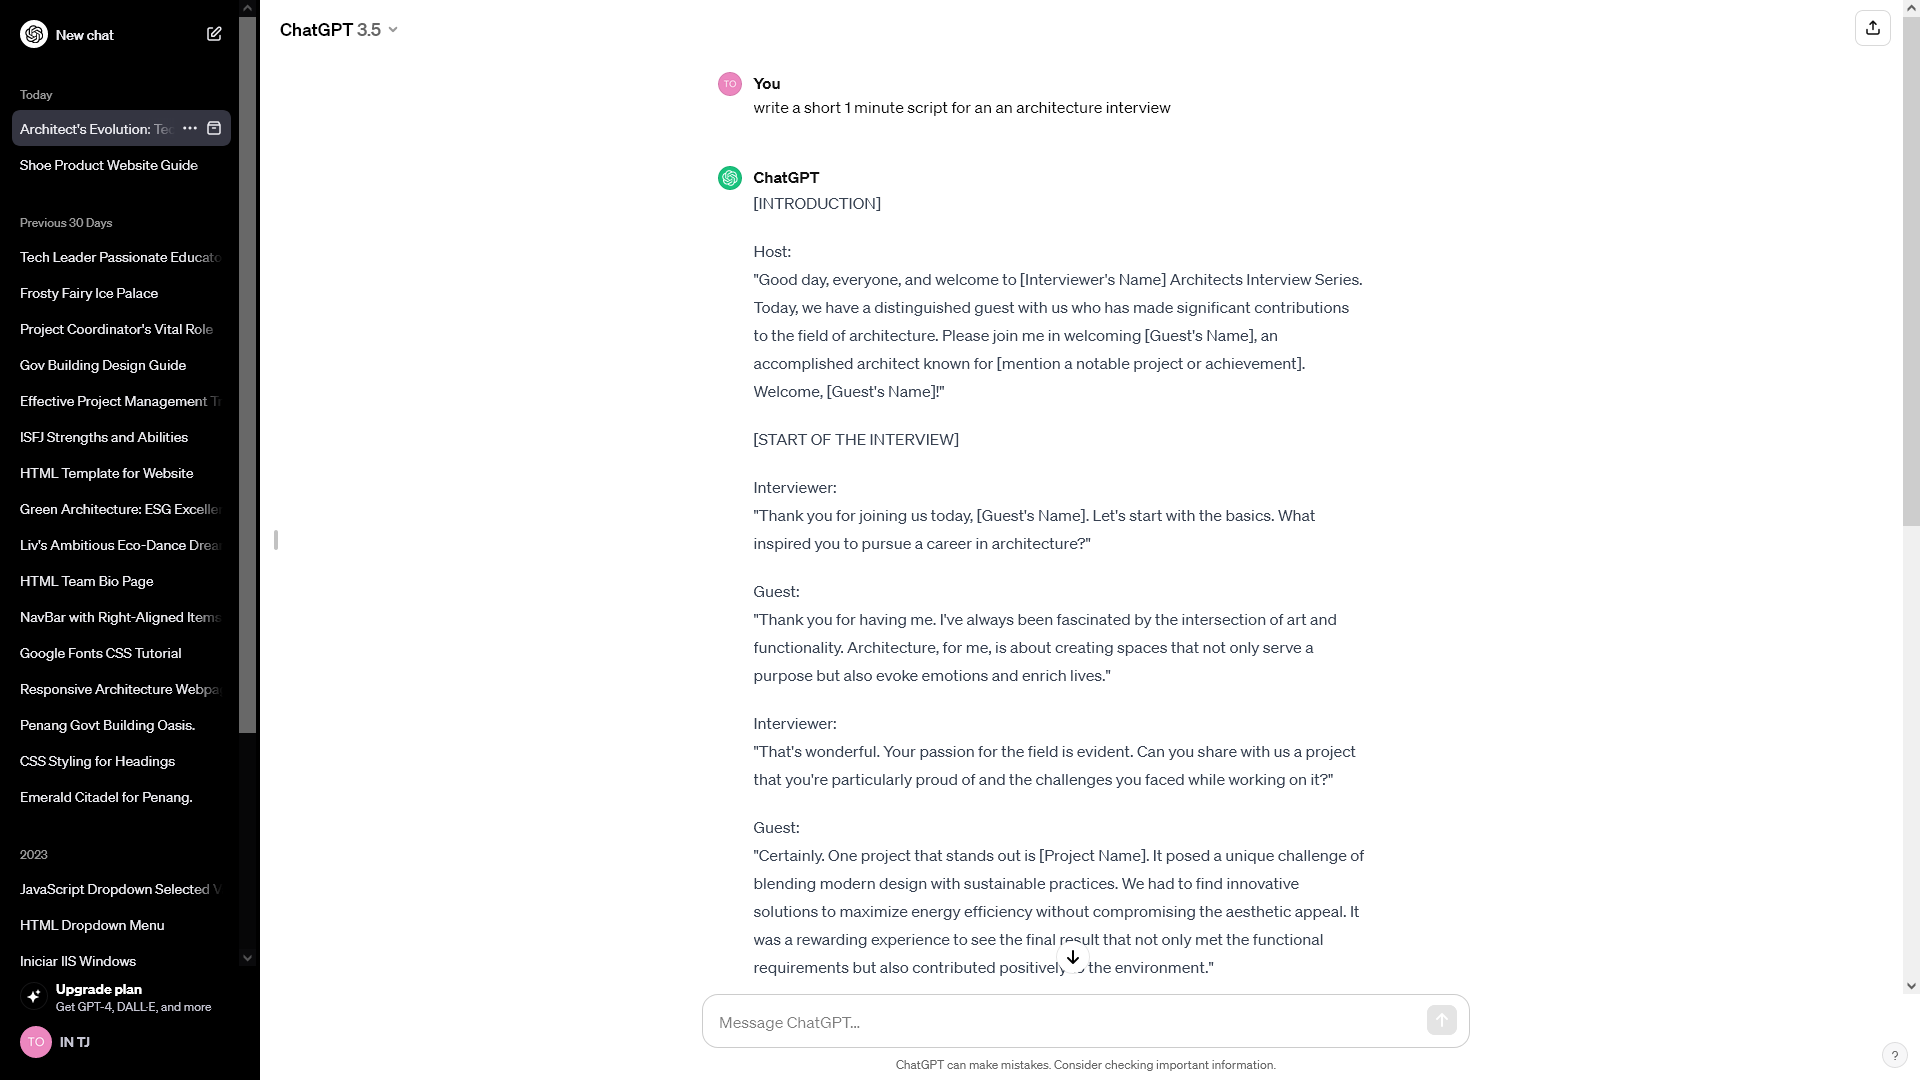 New chat
Today
Architect's Evolution: Tec
Shoe Product Website Guide
Previous 30 Days
Tech Leader Passionate Educato
Frosty Fairy Ice Palace
Project Coordinator's Vital Role
Gov Building Design Guide
Effective Project Management Tr
ISFJ Strengths and Abilities
HTML Template for Website
Green Architecture: ESG Excelle
Liv's Ambitious Eco-Dance Drea
HTML Team Bio Page
NavBar with Right-Aligned Items
Google Fonts CSS Tutorial
Responsive Architecture Webpa
Penang Govt Building Oasis.
CSS Styling for Headings
Emerald Citadel for Penang.
2023
JavaScript Dropdown Selected V
HTML Dropdown Menu
Iniciar IIS Windows
Upgrade plan
Get GPT-4, DALL·E, and more
TO IN TJ
ChatGPT 3.5
TO You
write a short 1 minute script for an an architecture interview
ChatGPT
[INTRODUCTION]
Host:
"Good day, everyone, and welcome to [Interviewer's Name] Architects Interview Series.
Today, we have a distinguished guest with us who has made significant contributions
to the field of architecture. Please join me in welcoming [Guest's Name], an
accomplished architect known for [mention a notable project or achievement].
Welcome, [Guest's Name]!"
[START OF THE INTERVIEW]
Interviewer:
"Thank you for joining us today, [Guest's Name]. Let's start with the basics. What
inspired you to pursue a career in architecture?"
Guest:
"Thank you for having me. I've always been fascinated by the intersection of art and
functionality. Architecture, for me, is about creating spaces that not only serve a
purpose but also evoke emotions and enrich lives."
Interviewer:
"That's wonderful. Your passion for the field is evident. Can you share with us a project
that you're particularly proud of and the challenges you faced while working on it?"
Guest:
"Certainly. One project that stands out is [Project Name]. It posed a unique challenge of
blending modern design with sustainable practices. We had to find innovative
solutions to maximize energy efficiency without compromising the aesthetic appeal. It
was a rewarding experience to see the final result that not only met the functional
requirements but also contributed positively the environment."
Message ChatGPT...
ChatGPT can make mistakes. Consider checking important information.
?